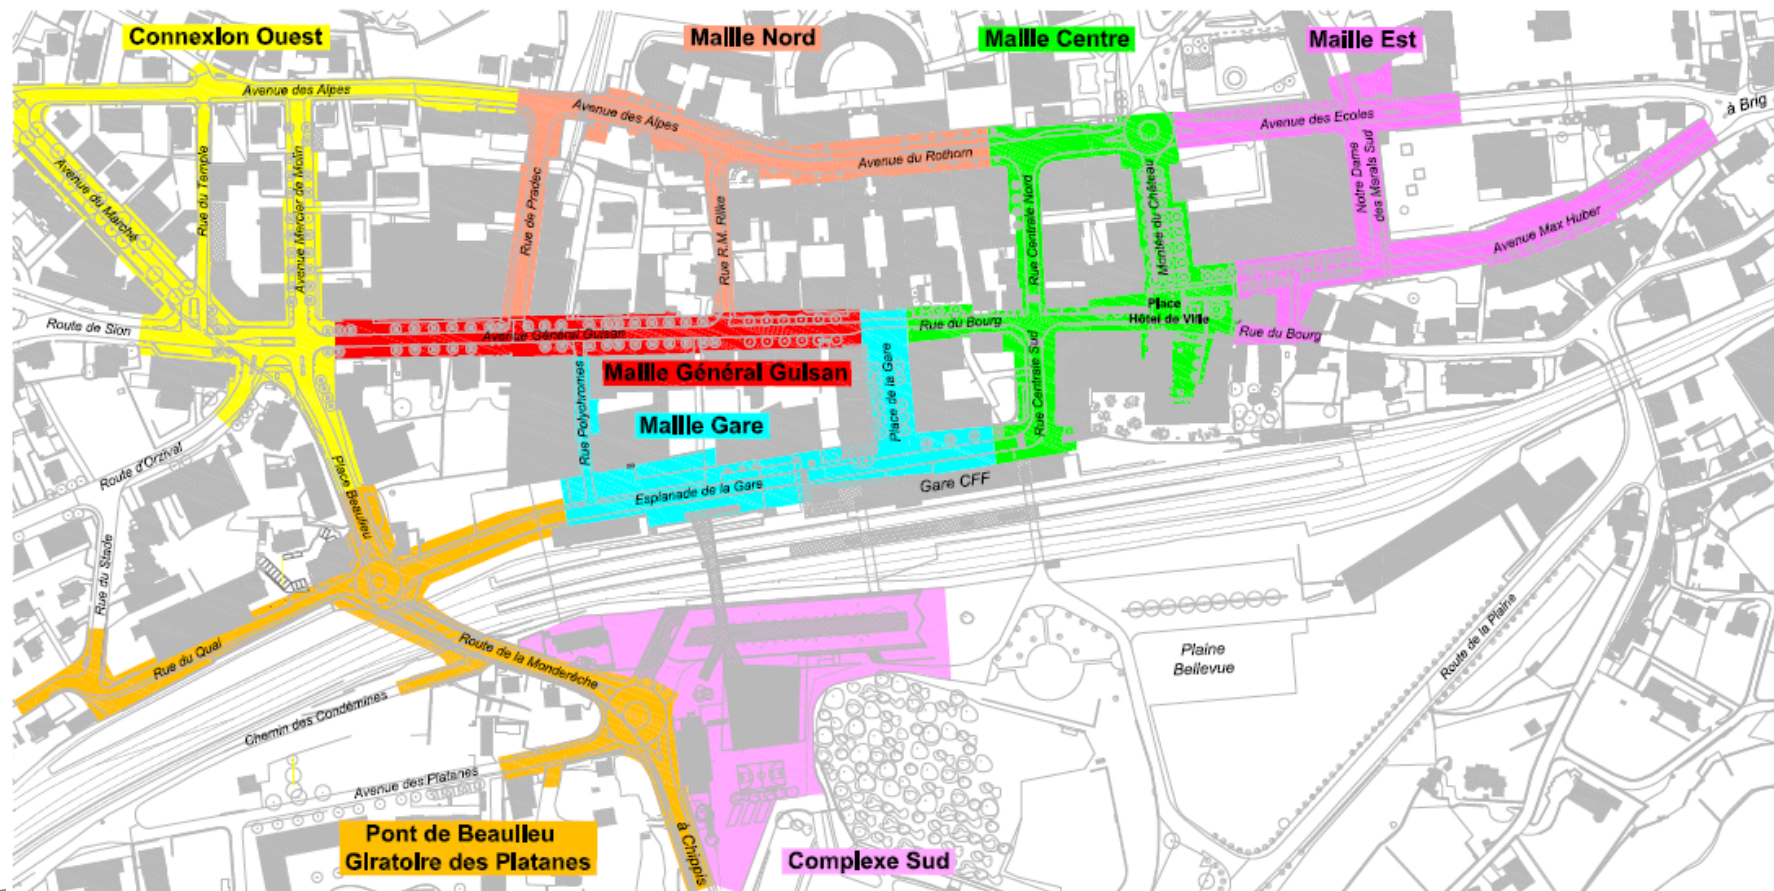 Connexion Ouest
Maille Nord
Maille Centre
Maille Est
Avenue des Alpes
Avenue des Alpes
Avenue du Rothorn
Avenue des Ecoles
à Brig
Avenue du Marché
Rue du Temple
Avenue Mercier de Molin
Rue de Pradec
Rue R.M. Rilke
Rue Centrale Nord
Montée du Château
Notre Dame
des Marais Sud
Avenue Max Huber
Route de Sion
Avenue Général Guisan
Rue du Bourg
Place
Hôtel de Ville
Rue du Bourg
Maille Général Guisan
Rue Polychromes
Maille Gare
Place de la Gare
Rue Centrale Sud
Route d'Orzival
Place Beaulieu
Esplanade de la Gare
Gare CFF
Rue du Stade
Rue du Quai
Route de la Monderèche
Chemin des Condémines
Plaine
Bellevue
Route de la Plaine
Avenue des Platanes
Pont de Beaulieu
Giratoire des Platanes
à Chippis
Complexe Sud